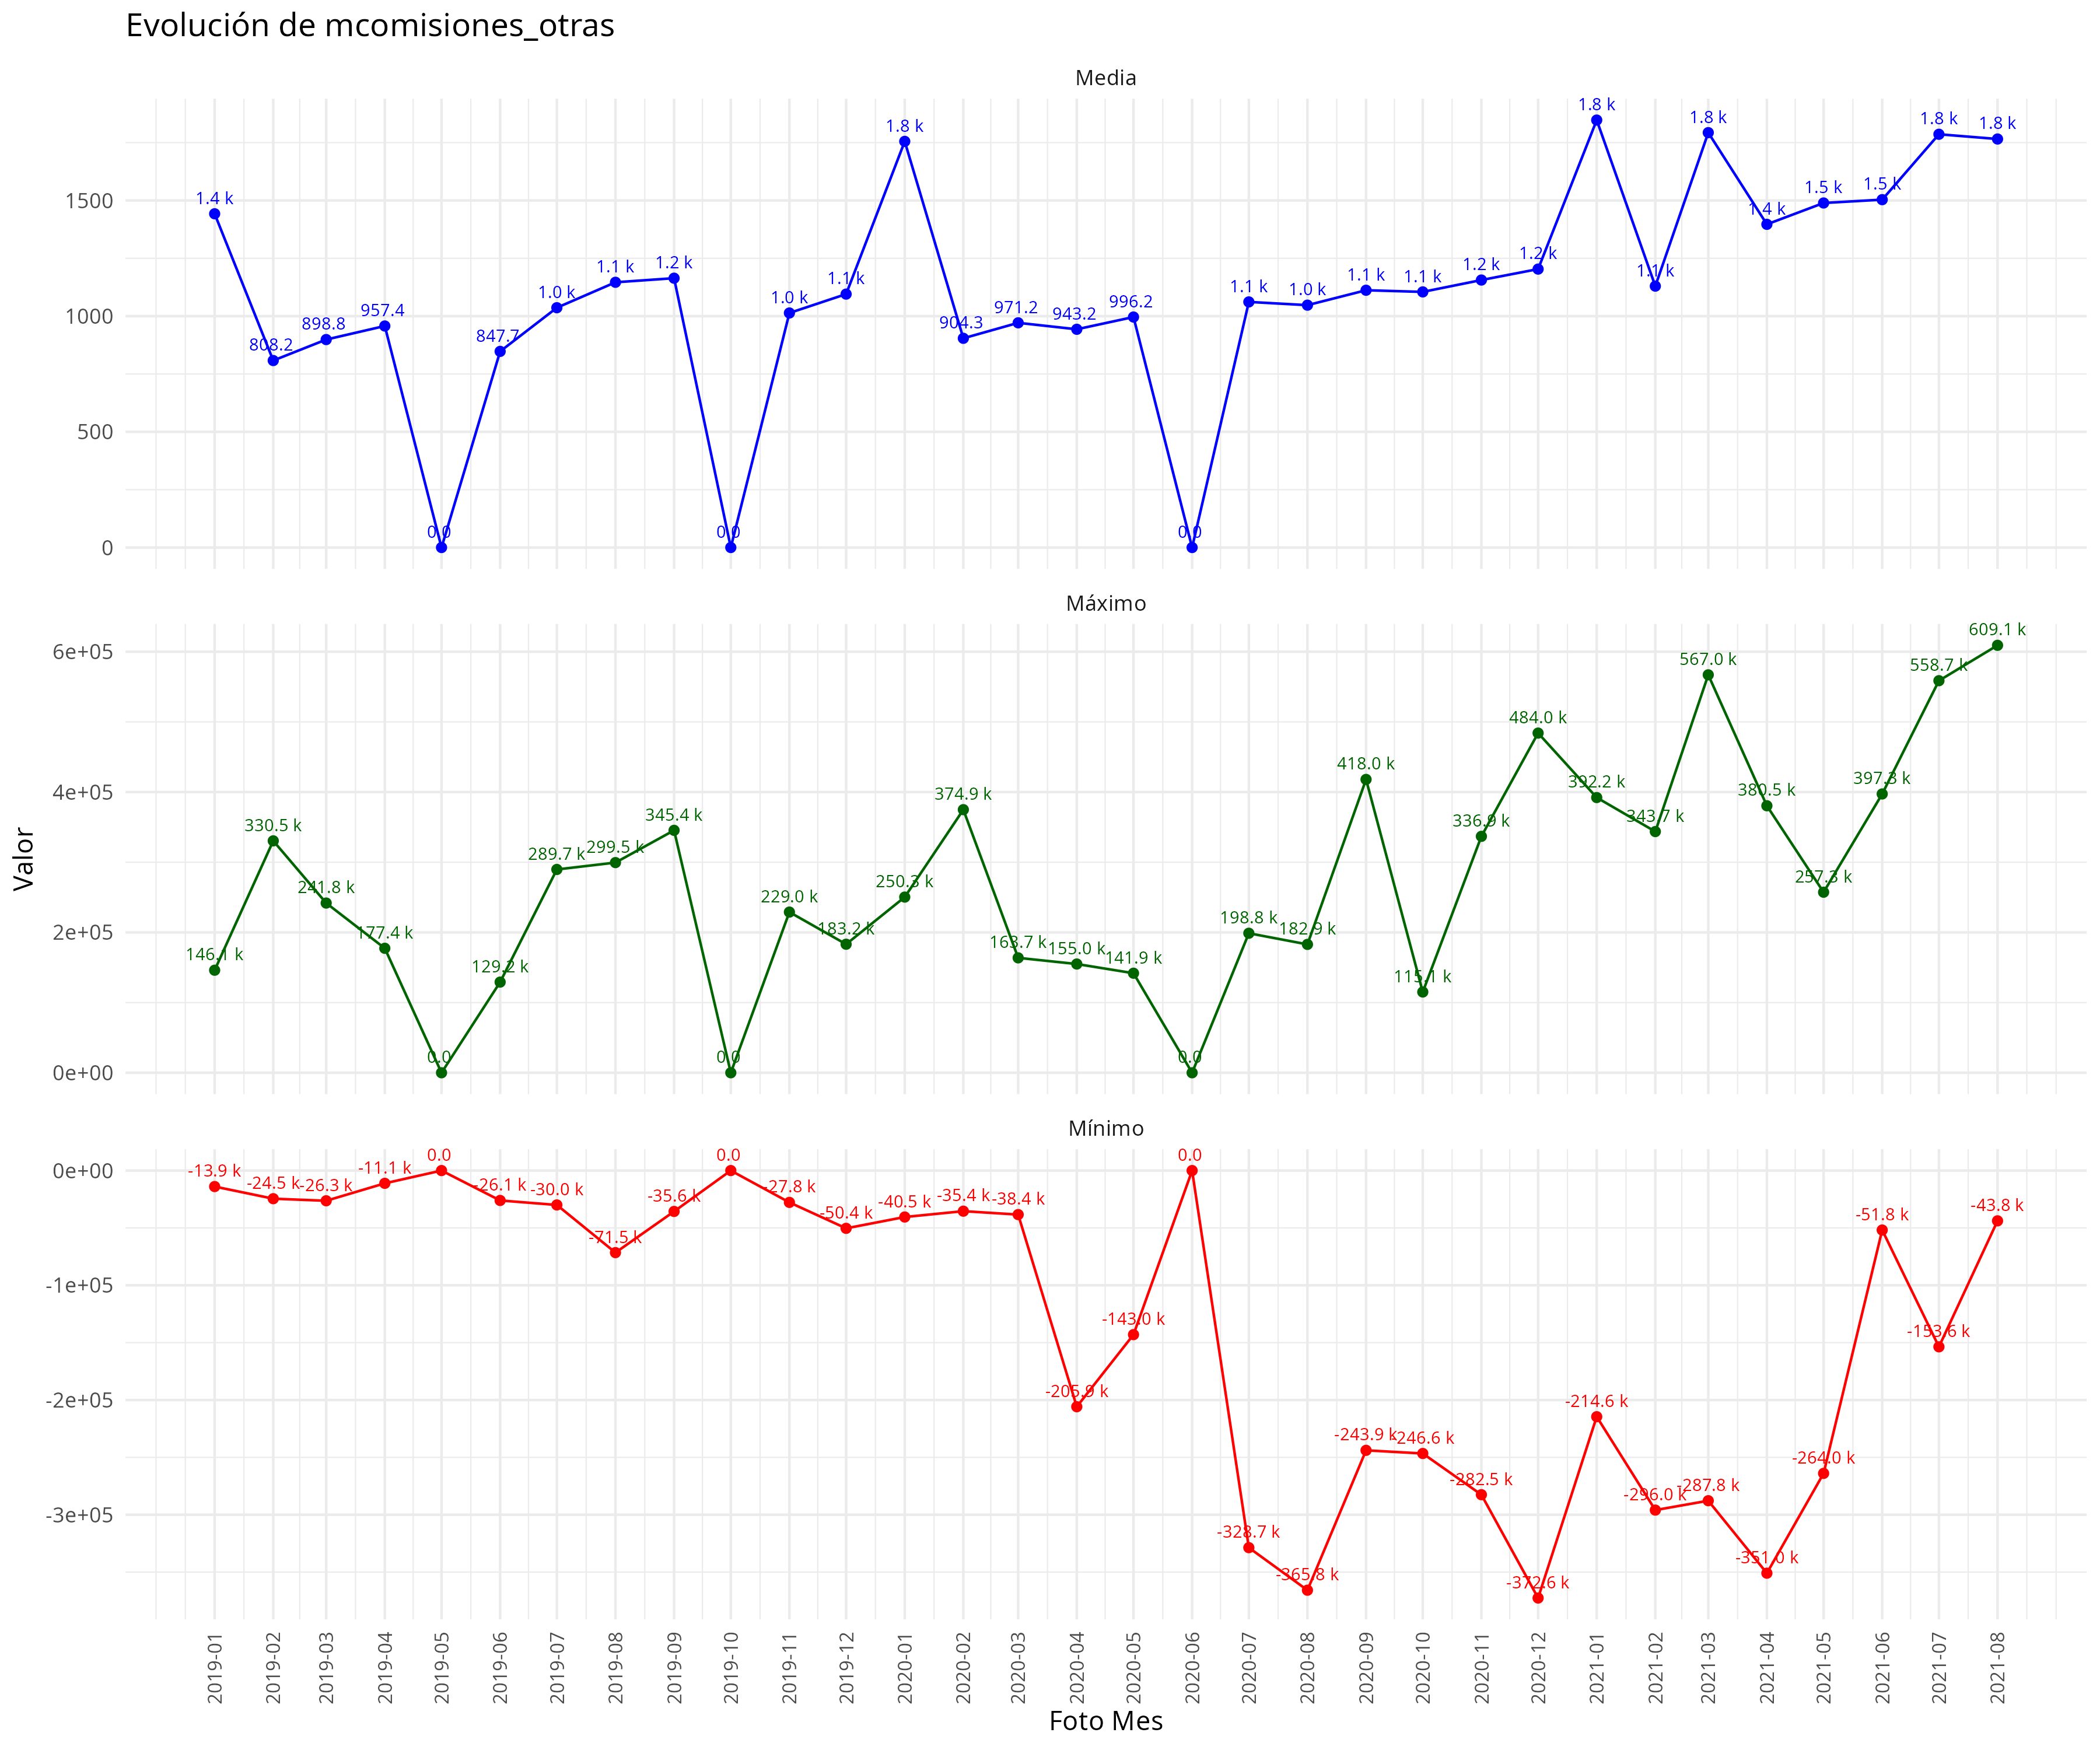 Evolución de mcomisiones_otras
Media
1.4 k
808.2
898.8
957.4
0.0
847.7
1.0 k
1.1 k
1.2 k
0.0
1.0 k
1.1 k
1.8 k
904.3
971.2
943.2
996.2
0.0
1.1 k
1.0 k
1.1 k
1.1 k
1.2 k
1.2 k
1.8 k
1.1 k
1.8 k
1.4 k
1.5 k
1.5 k
1.8 k
1.8 k
1500
1000
500
0
Máximo
146.1 k
330.5 k
241.8 k
177.4 k
0.0
129.2 k
289.7 k
299.5 k
345.4 k
0.0
229.0 k
183.2 k
250.3 k
374.9 k
163.7 k
155.0 k
141.9 k
0.0
198.8 k
182.9 k
418.0 k
115.1 k
336.9 k
484.0 k
392.2 k
343.7 k
567.0 k
380.5 k
257.3 k
397.3 k
558.7 k
609.1 k
6e+05
4e+05
2e+05
0e+00
Valor
Mínimo
-13.9 k
-24.5 k
-26.3 k
-11.1 k
0.0
-26.1 k
-30.0 k
-71.5 k
-35.6 k
0.0
-27.8 k
-50.4 k
-40.5 k
-35.4 k
-38.4 k
-205.9 k
-143.0 k
0.0
-328.7 k
-365.8 k
-243.9 k
-246.6 k
-282.5 k
-372.6 k
-214.6 k
-296.0 k
-287.8 k
-351.0 k
-264.0 k
-51.8 k
-153.6 k
-43.8 k
0e+00
-1e+05
-2e+05
-3e+05
2019-01
2019-02
2019-03
2019-04
2019-05
2019-06
2019-07
2019-08
2019-09
2019-10
2019-11
2019-12
2020-01
2020-02
2020-03
2020-04
2020-05
2020-06
2020-07
2020-08
2020-09
2020-10
2020-11
2020-12
2021-01
2021-02
2021-03
2021-04
2021-05
2021-06
2021-07
2021-08
Foto Mes